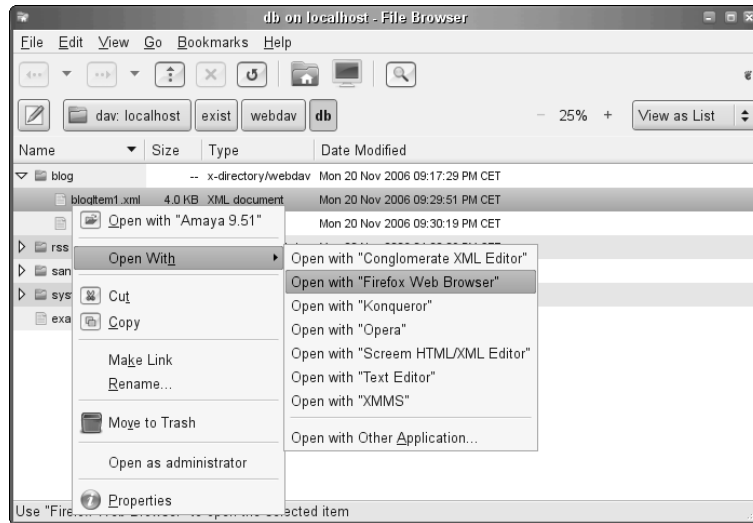 db on localhost - File Browser
File Edit View Go Bookmarks Help
dav: localhost exist webdav db 25% View as List
Name Size Type Date Modified
blog -- x-directory/webdav Mon 20 Nov 2006 09:17:29 PM CET
blogItem1.xml 4.0 KB XML document Mon 20 Nov 2006 09:29:51 PM CET
Open with "Amaya 9.51" Mon 20 Nov 2006 09:30:19 PM CET
rss
Open With Open with "Conglomerate XML Editor"
san
Open with "Firefox Web Browser"
sys Cut Open with "Konqueror"
exa Copy Open with "Opera"
Make Link Open with "Screem HTML/XML Editor"
Rename... Open with "Text Editor"
Open with "XMMS"
Move to Trash
Open with Other Application...
Open as administrator
Properties
Use "Fire selected item